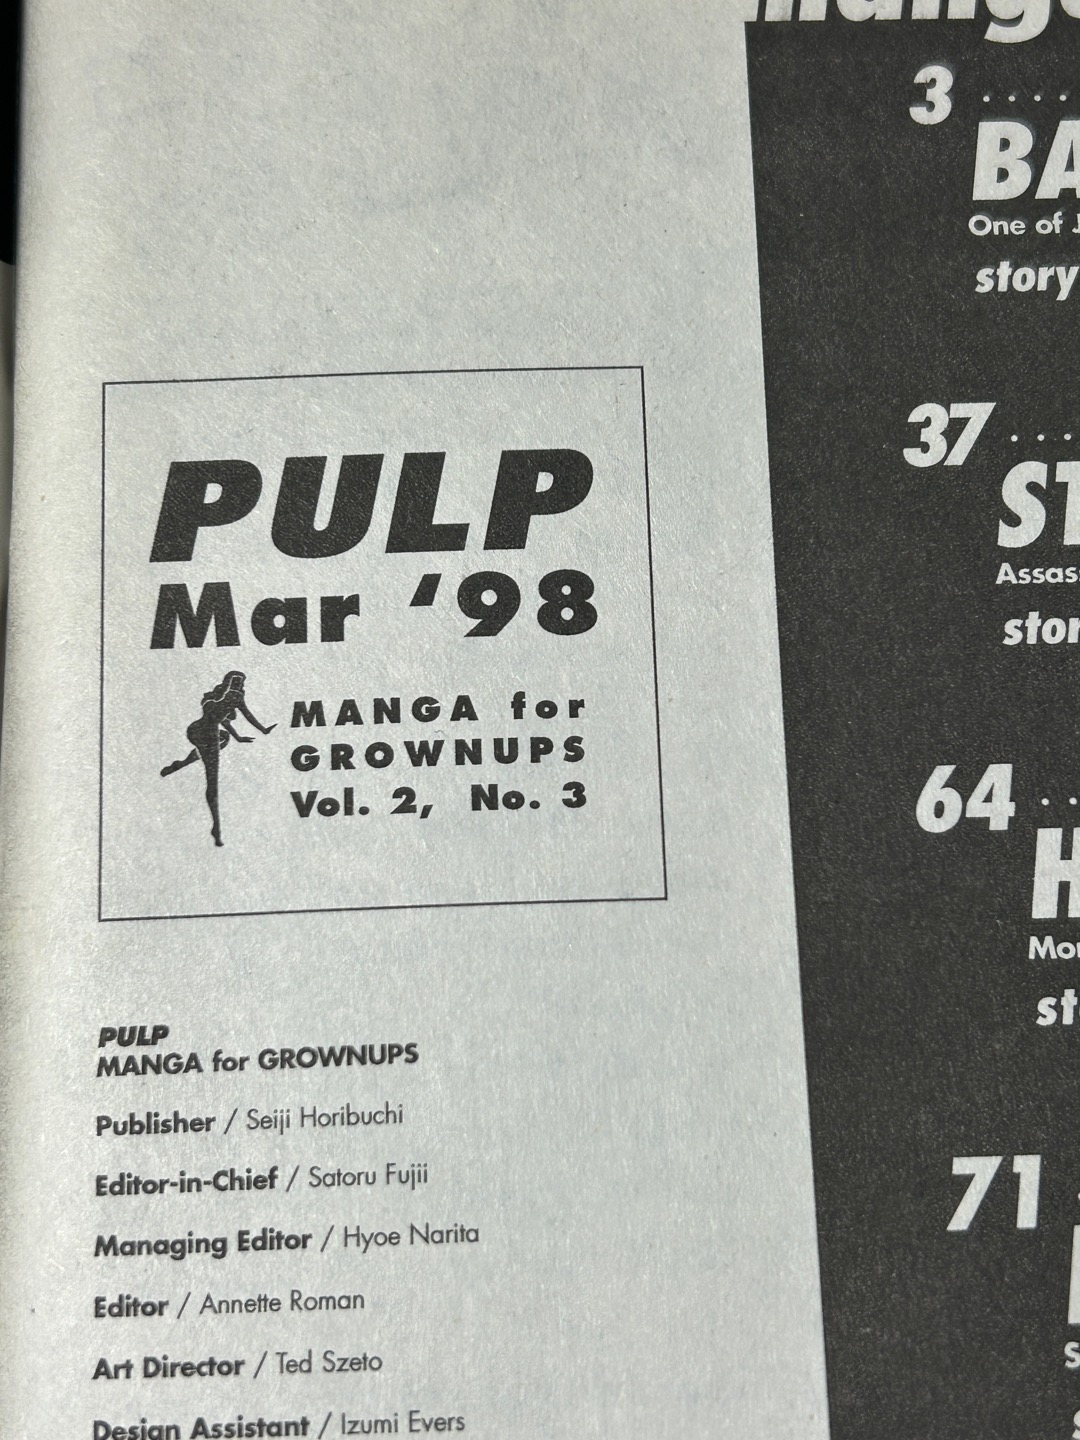 PULP
Mar '98
MANGA for
GROWNUPS
Vol. 2, No. 3
PULP
MANGA for GROWNUPS
Publisher / Seiji Horibuchi
Editor-in-Chief / Satoru Fujii
Managing Editor / Hyoe Narita
Editor / Annette Roman
Art Director / Ted Szeto
Design Assistant / Izumi Evers
3 ....
BA
One of J
story
37 ...
ST
Assas
stor
64 ..
H
Mo
st
71 .
S
s